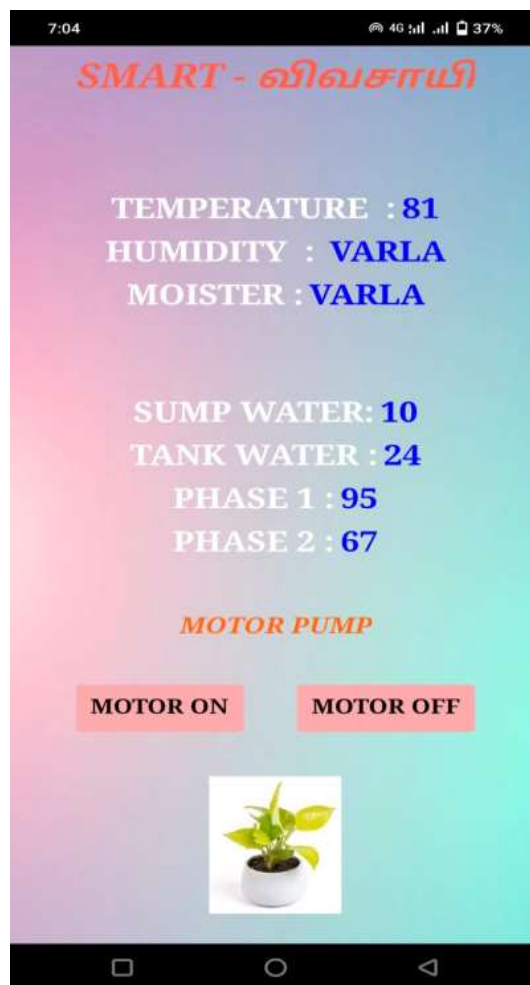 7:04 4G 37%
SMART - விவசாயி
TEMPERATURE : 81
HUMIDITY : VARLA
MOISTER : VARLA
SUMP WATER: 10
TANK WATER : 24
PHASE 1 : 95
PHASE 2 : 67
MOTOR PUMP
MOTOR ON MOTOR OFF